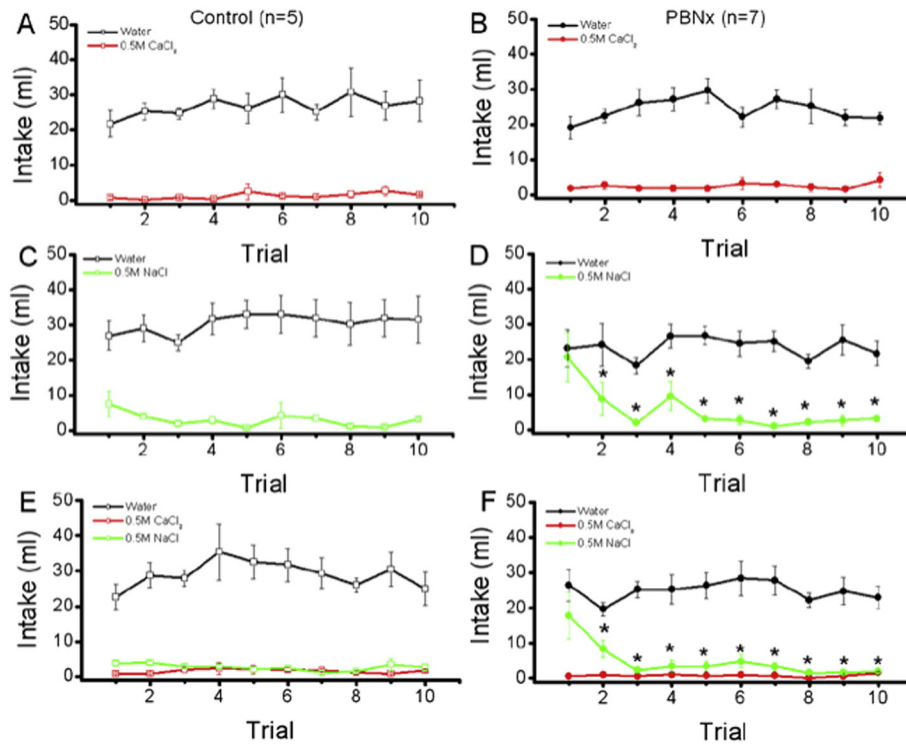 Control (n=5)
PBNx (n=7)
A
Water
0.5M CaCl₂
Intake (ml)
50
40
30
20
10
0
2 4 6 8 10
Trial
B
Water
0.5M CaCl₂
Intake (ml)
50
40
30
20
10
0
2 4 6 8 10
Trial
C
Water
0.5M NaCl
Intake (ml)
50
40
30
20
10
0
2 4 6 8 10
Trial
D
Water
0.5M NaCl
Intake (ml)
50
40
30
20
10
0
* * * * * * * * *
2 4 6 8 10
Trial
E
Water
0.5M CaCl₂
0.5M NaCl
Intake (ml)
50
40
30
20
10
0
2 4 6 8 10
Trial
F
Water
0.5M CaCl₂
0.5M NaCl
Intake (ml)
50
40
30
20
10
0
* * * * * * * * *
2 4 6 8 10
Trial